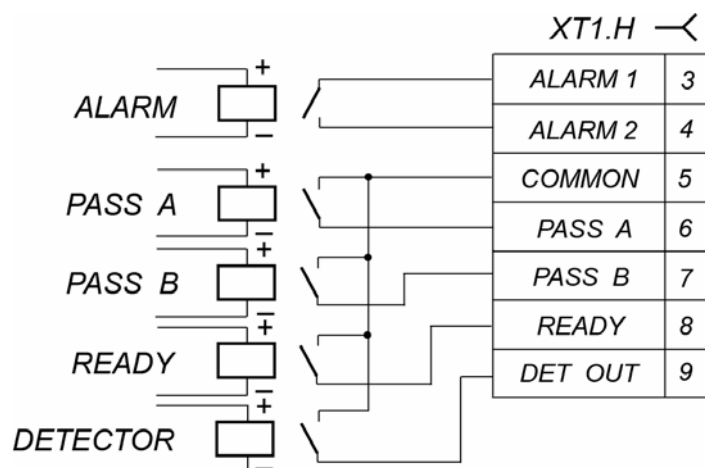 XT1.H
+
ALARM
−
ALARM 1 3
ALARM 2 4
+
PASS A
−
COMMON 5
PASS A 6
+
PASS B
−
PASS B 7
+
READY
−
READY 8
+
DETECTOR
−
DET OUT 9